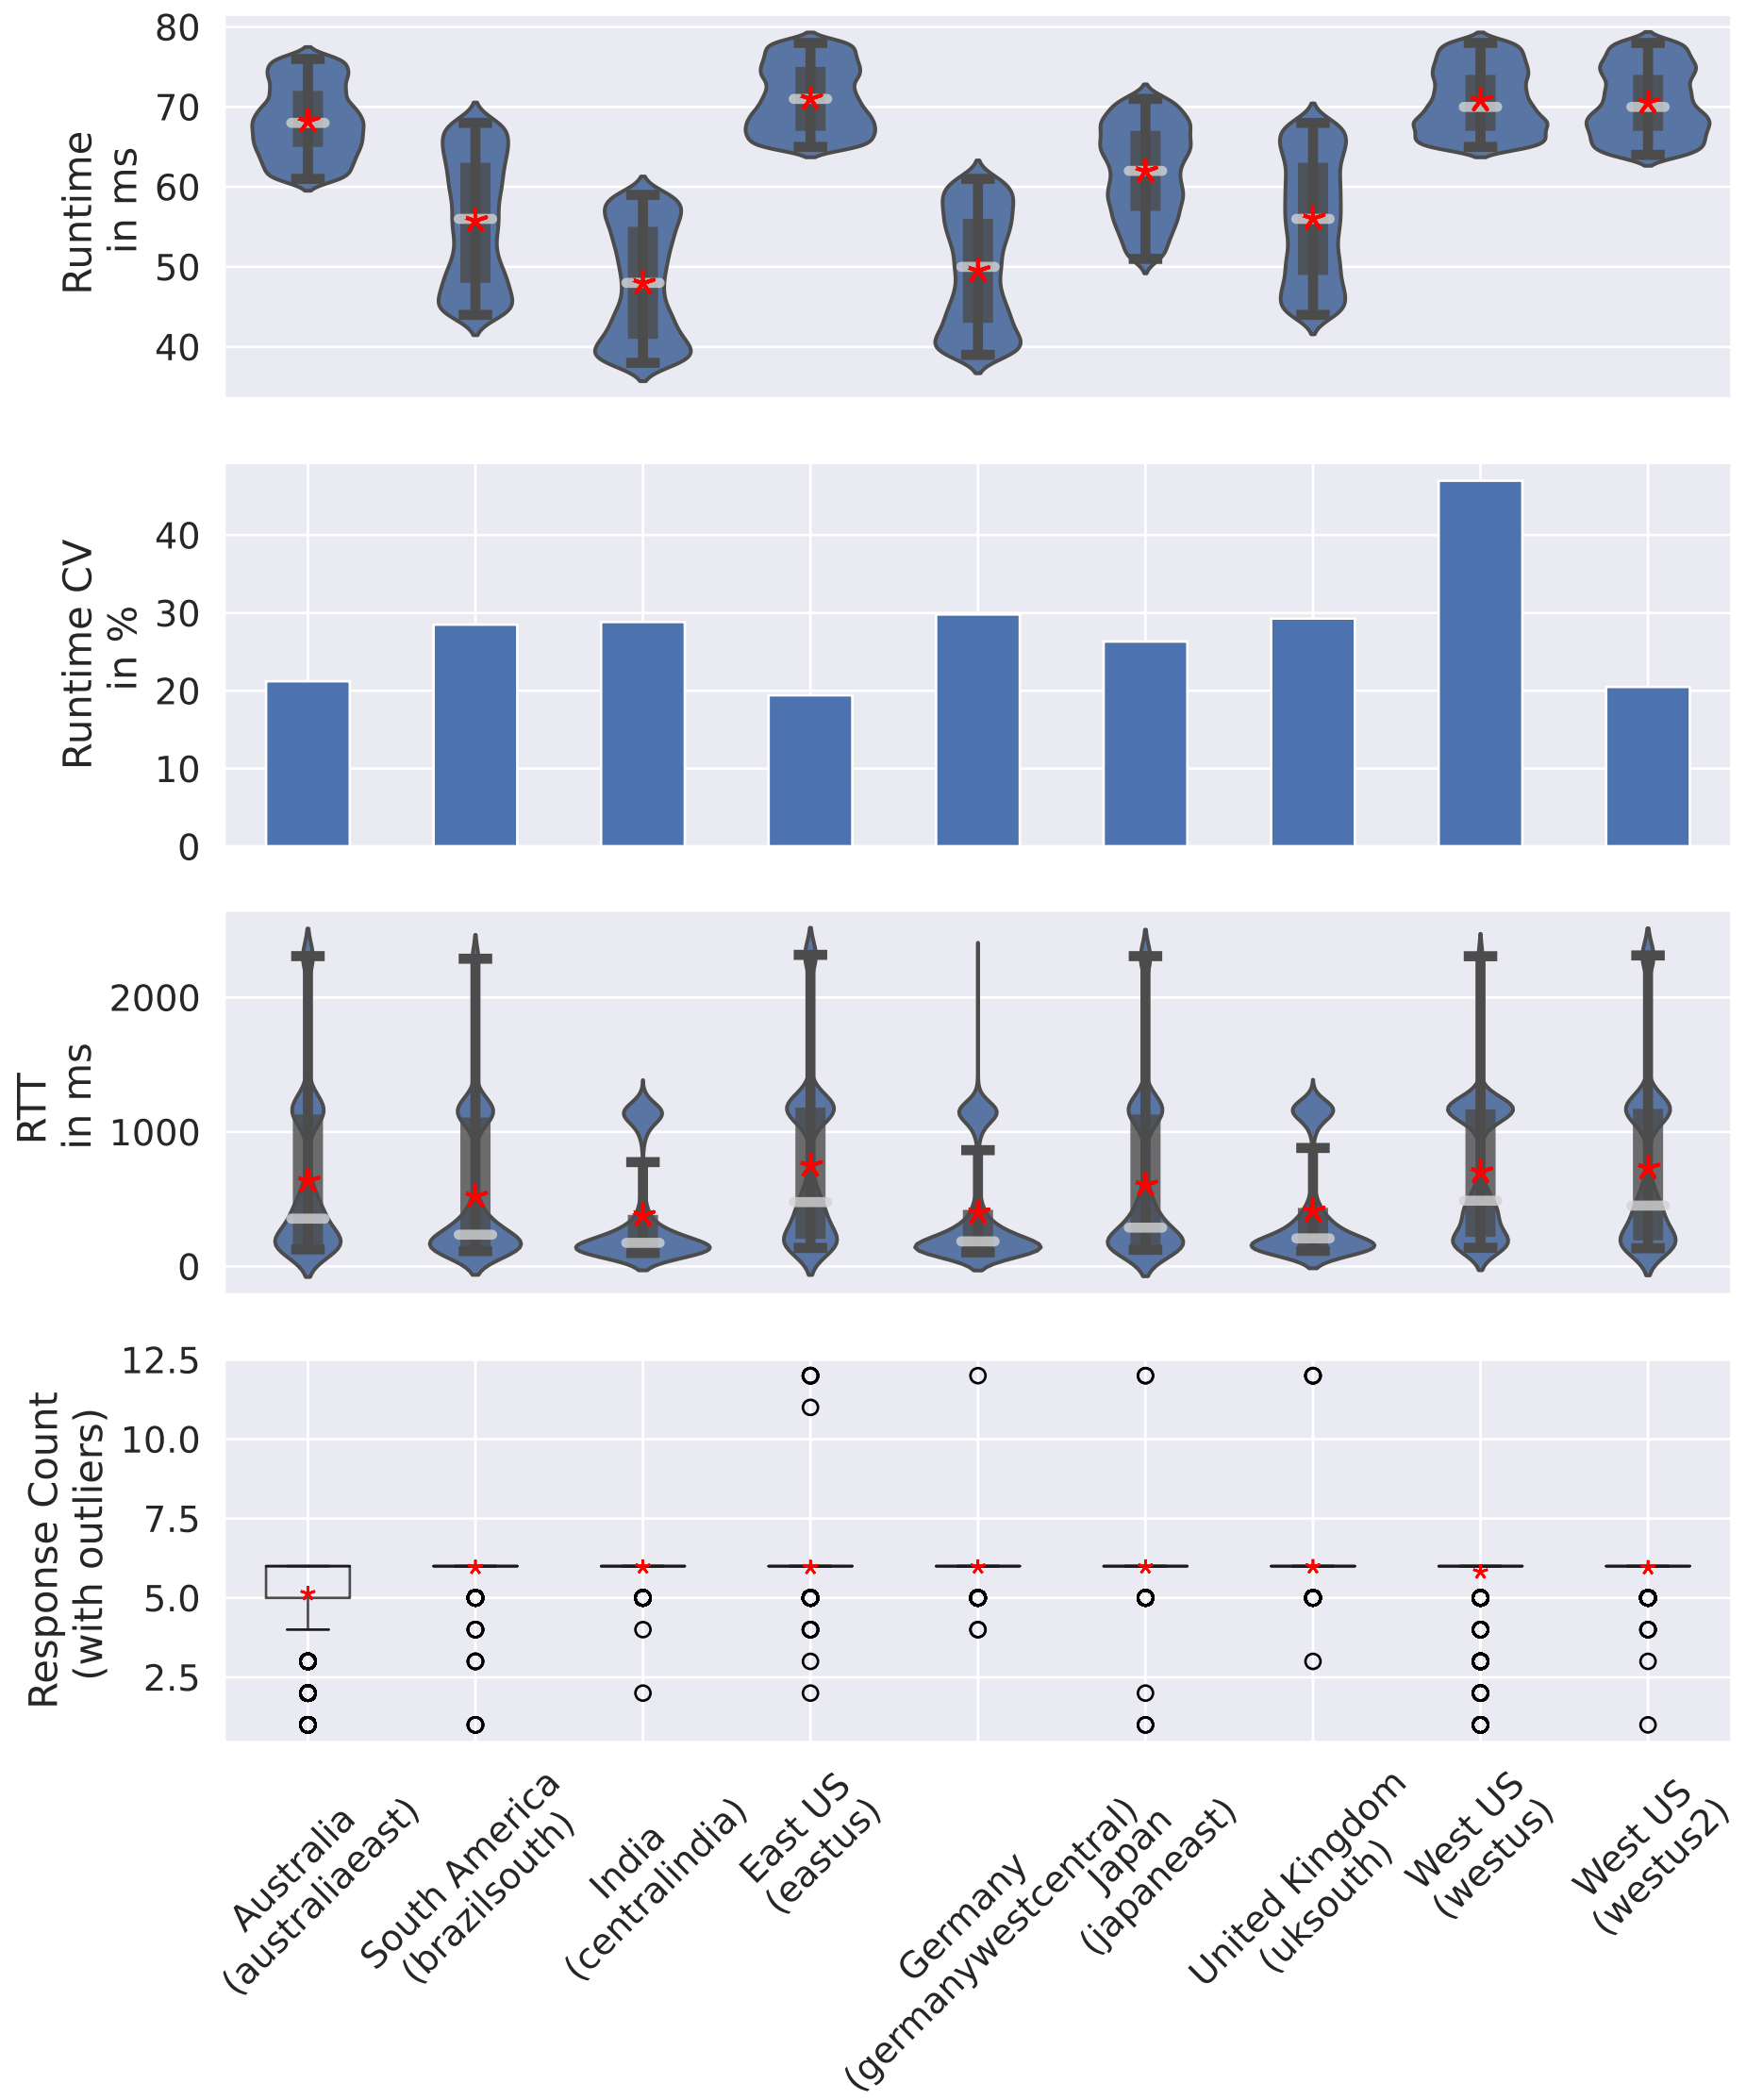 80
70
60
50
40
Runtime
in ms
40
30
20
10
0
Runtime CV
in %
2000
1000
0
RTT
in ms
12.5
10.0
7.5
5.0
2.5
Response Count
(with outliers)
Australia
(australiaeast)
South America
(brazilsouth)
India
(centralindia)
East US
(eastus)
Germany
(germanywestcentral)
Japan
(japaneast)
United Kingdom
(uksouth)
West US
(westus)
West US
(westus2)